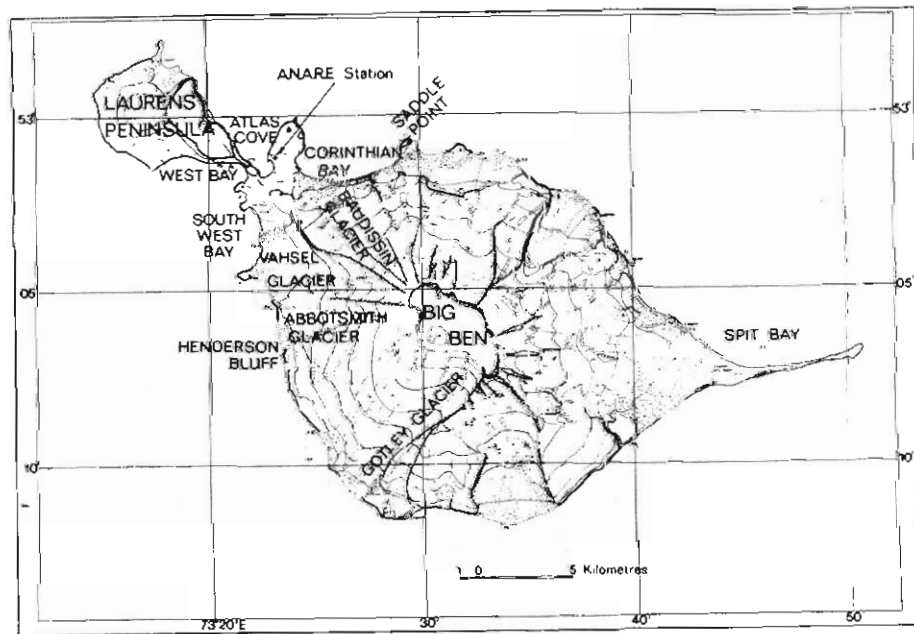 ANARE Station
LAURENS
PENINSULA
ATLAS
COVE
SADDLE
POINT
53°
53°
CORINTHIAN
BAY
WEST BAY
SOUTH
WEST
BAY
BAUDISSIN
GLACIER
VAHSEL
GLACIER
05
05'
ABBOTSMITH
GLACIER
BIG
BEN
HENDERSON
BLUFF
SPIT BAY
GOTLEY GLACIER
10'
10'
1 0 5 Kilometres
73°20'E
30'
40'
50'